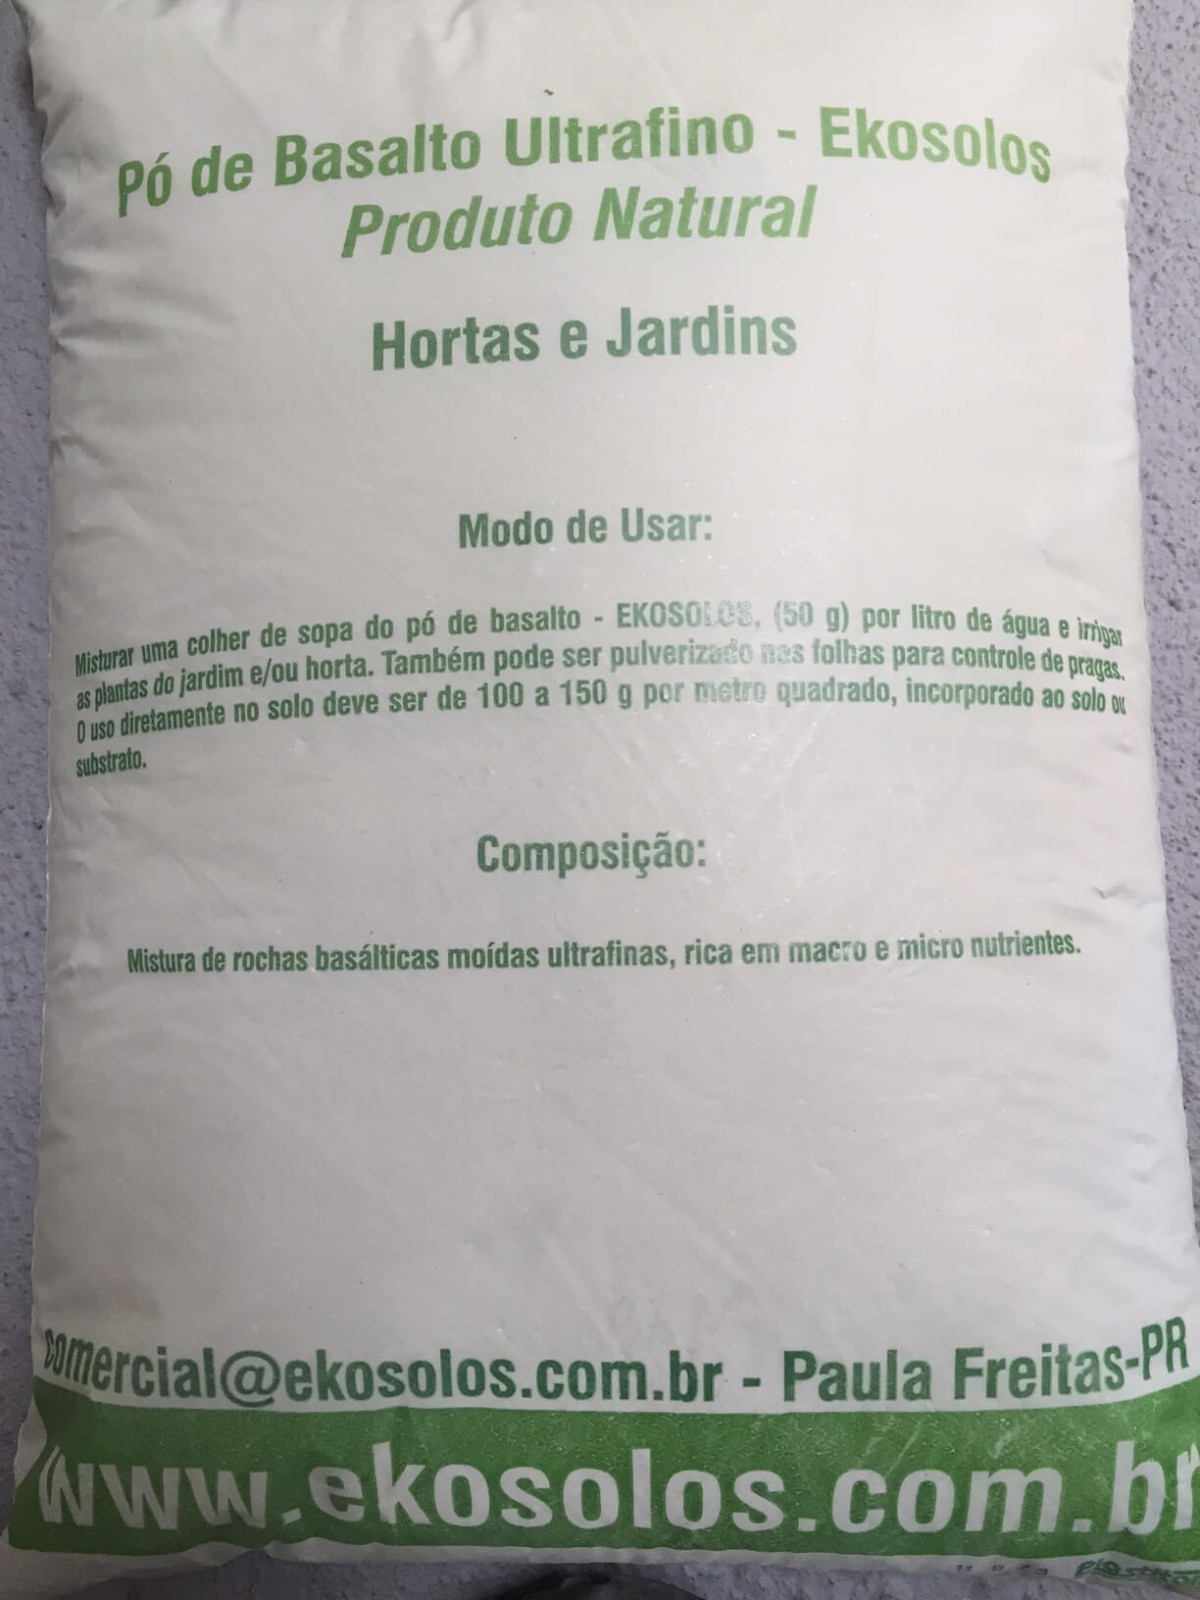 Pó de Basalto Ultrafino - Ekosolos
Produto Natural
Hortas e Jardins
Modo de Usar:
Misturar uma colher de sopa do pó de basalto - EKOSOLOS, (50 g) por litro de água e irrigar
as plantas do jardim e/ou horta. Também pode ser pulverizado nas folhas para controle de pragas.
O uso diretamente no solo deve ser de 100 a 150 g por metro quadrado, incorporado ao solo ou
substrato.
Composição:
Mistura de rochas basálticas moídas ultrafinas, rica em macro e micro nutrientes.
comercial@ekosolos.com.br - Paula Freitas-PR
www.ekosolos.com.br